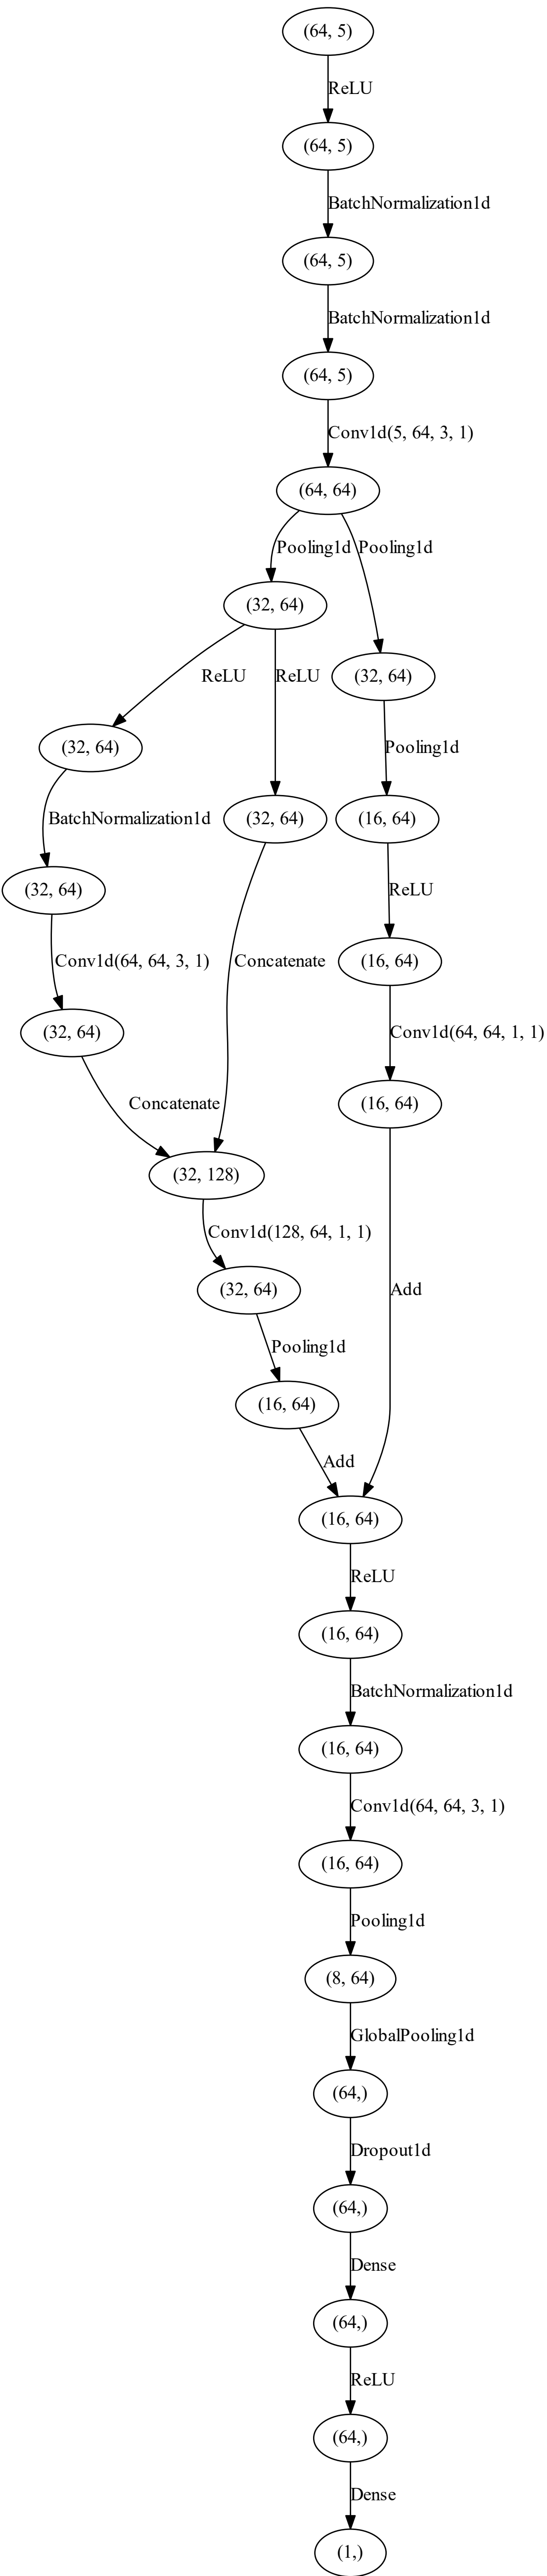 (64, 5)
ReLU
(64, 5)
BatchNormalization1d
(64, 5)
BatchNormalization1d
(64, 5)
Conv1d(5, 64, 3, 1)
(64, 64)
Pooling1d Pooling1d
(32, 64)
(32, 64)
ReLU ReLU
(32, 64)
Pooling1d
(32, 64)
(16, 64)
BatchNormalization1d
(32, 64)
ReLU
Conv1d(64, 64, 3, 1)
Concatenate
(16, 64)
(32, 64)
Conv1d(64, 64, 1, 1)
Concatenate
(16, 64)
(32, 128)
Conv1d(128, 64, 1, 1)
(32, 64)
Add
Pooling1d
(16, 64)
Add
(16, 64)
ReLU
(16, 64)
BatchNormalization1d
(16, 64)
Conv1d(64, 64, 3, 1)
(16, 64)
Pooling1d
(8, 64)
GlobalPooling1d
(64,)
Dropout1d
(64,)
Dense
(64,)
ReLU
(64,)
Dense
(1,)